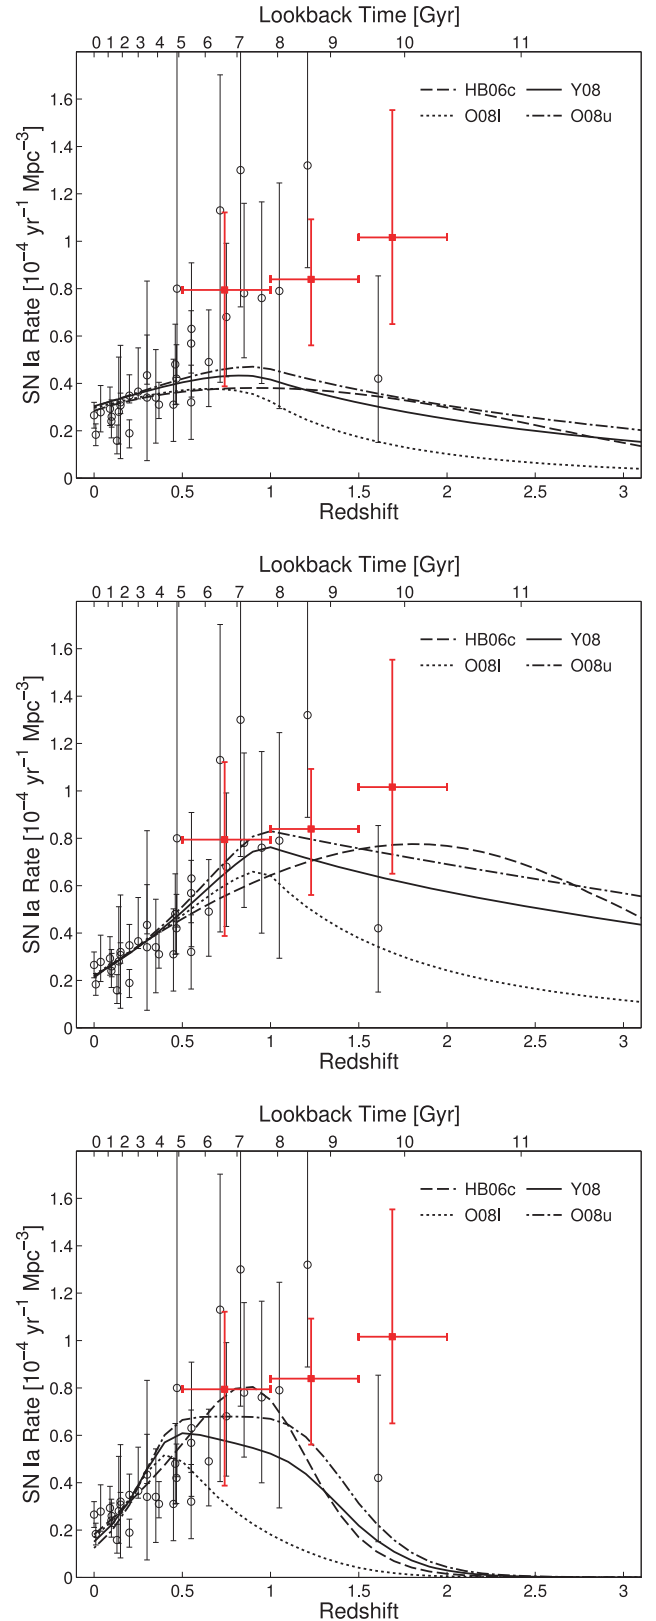 Lookback Time [Gyr]
0 1 2 3 4 5 6 7 8 9 10 11
HB06c Y08
O08l O08u
SN Ia Rate [10⁻⁴ yr⁻¹ Mpc⁻³]
1.6
1.4
1.2
1
0.8
0.6
0.4
0.2
0
0 0.5 1 1.5 2 2.5 3
Redshift
Lookback Time [Gyr]
0 1 2 3 4 5 6 7 8 9 10 11
HB06c Y08
O08l O08u
SN Ia Rate [10⁻⁴ yr⁻¹ Mpc⁻³]
1.6
1.4
1.2
1
0.8
0.6
0.4
0.2
0
0 0.5 1 1.5 2 2.5 3
Redshift
Lookback Time [Gyr]
0 1 2 3 4 5 6 7 8 9 10 11
HB06c Y08
O08l O08u
SN Ia Rate [10⁻⁴ yr⁻¹ Mpc⁻³]
1.6
1.4
1.2
1
0.8
0.6
0.4
0.2
0
0 0.5 1 1.5 2 2.5 3
Redshift